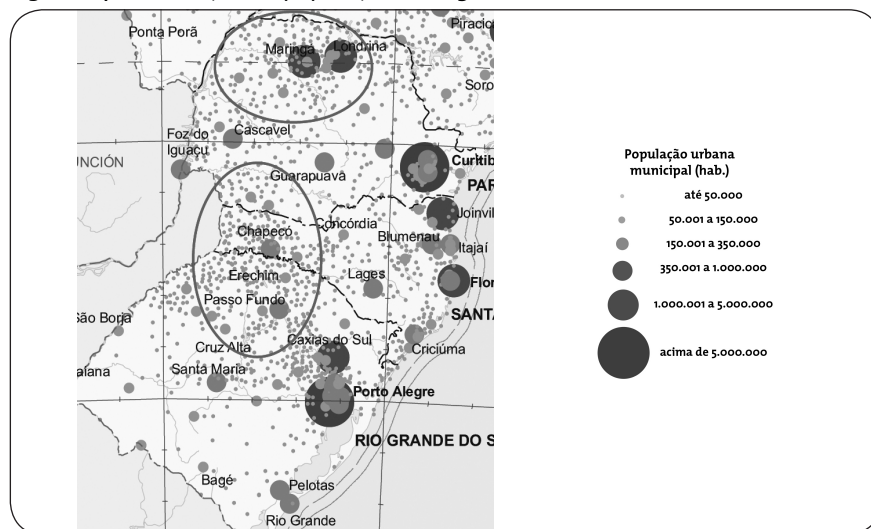 Ponta Porã
Piracic
Maringá
Londrina
Soro
Foz do
Iguaçu
Cascavel
NCIÓN
Guarapuava
Curitib
PAR
Joinvil
Concórdia
Chapecó
Blumenau
Itajaí
Erechim
Lages
Flor
Passo Fundo
SANTA
São Borja
Cruz Alta
Caxias do Sul
Criciúma
Santa Maria
aiana
Porto Alegre
RIO GRANDE DO S
Bagé
Pelotas
Rio Grande
População urbana
municipal (hab.)
até 50.000
50.001 a 150.000
150.001 a 350.000
350.001 a 1.000.000
1.000.001 a 5.000.000
acima de 5.000.000